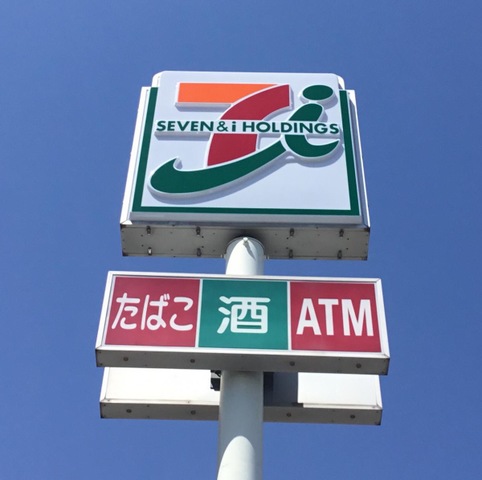 SEVEN & i HOLDINGS
たばこ 酒 ATM